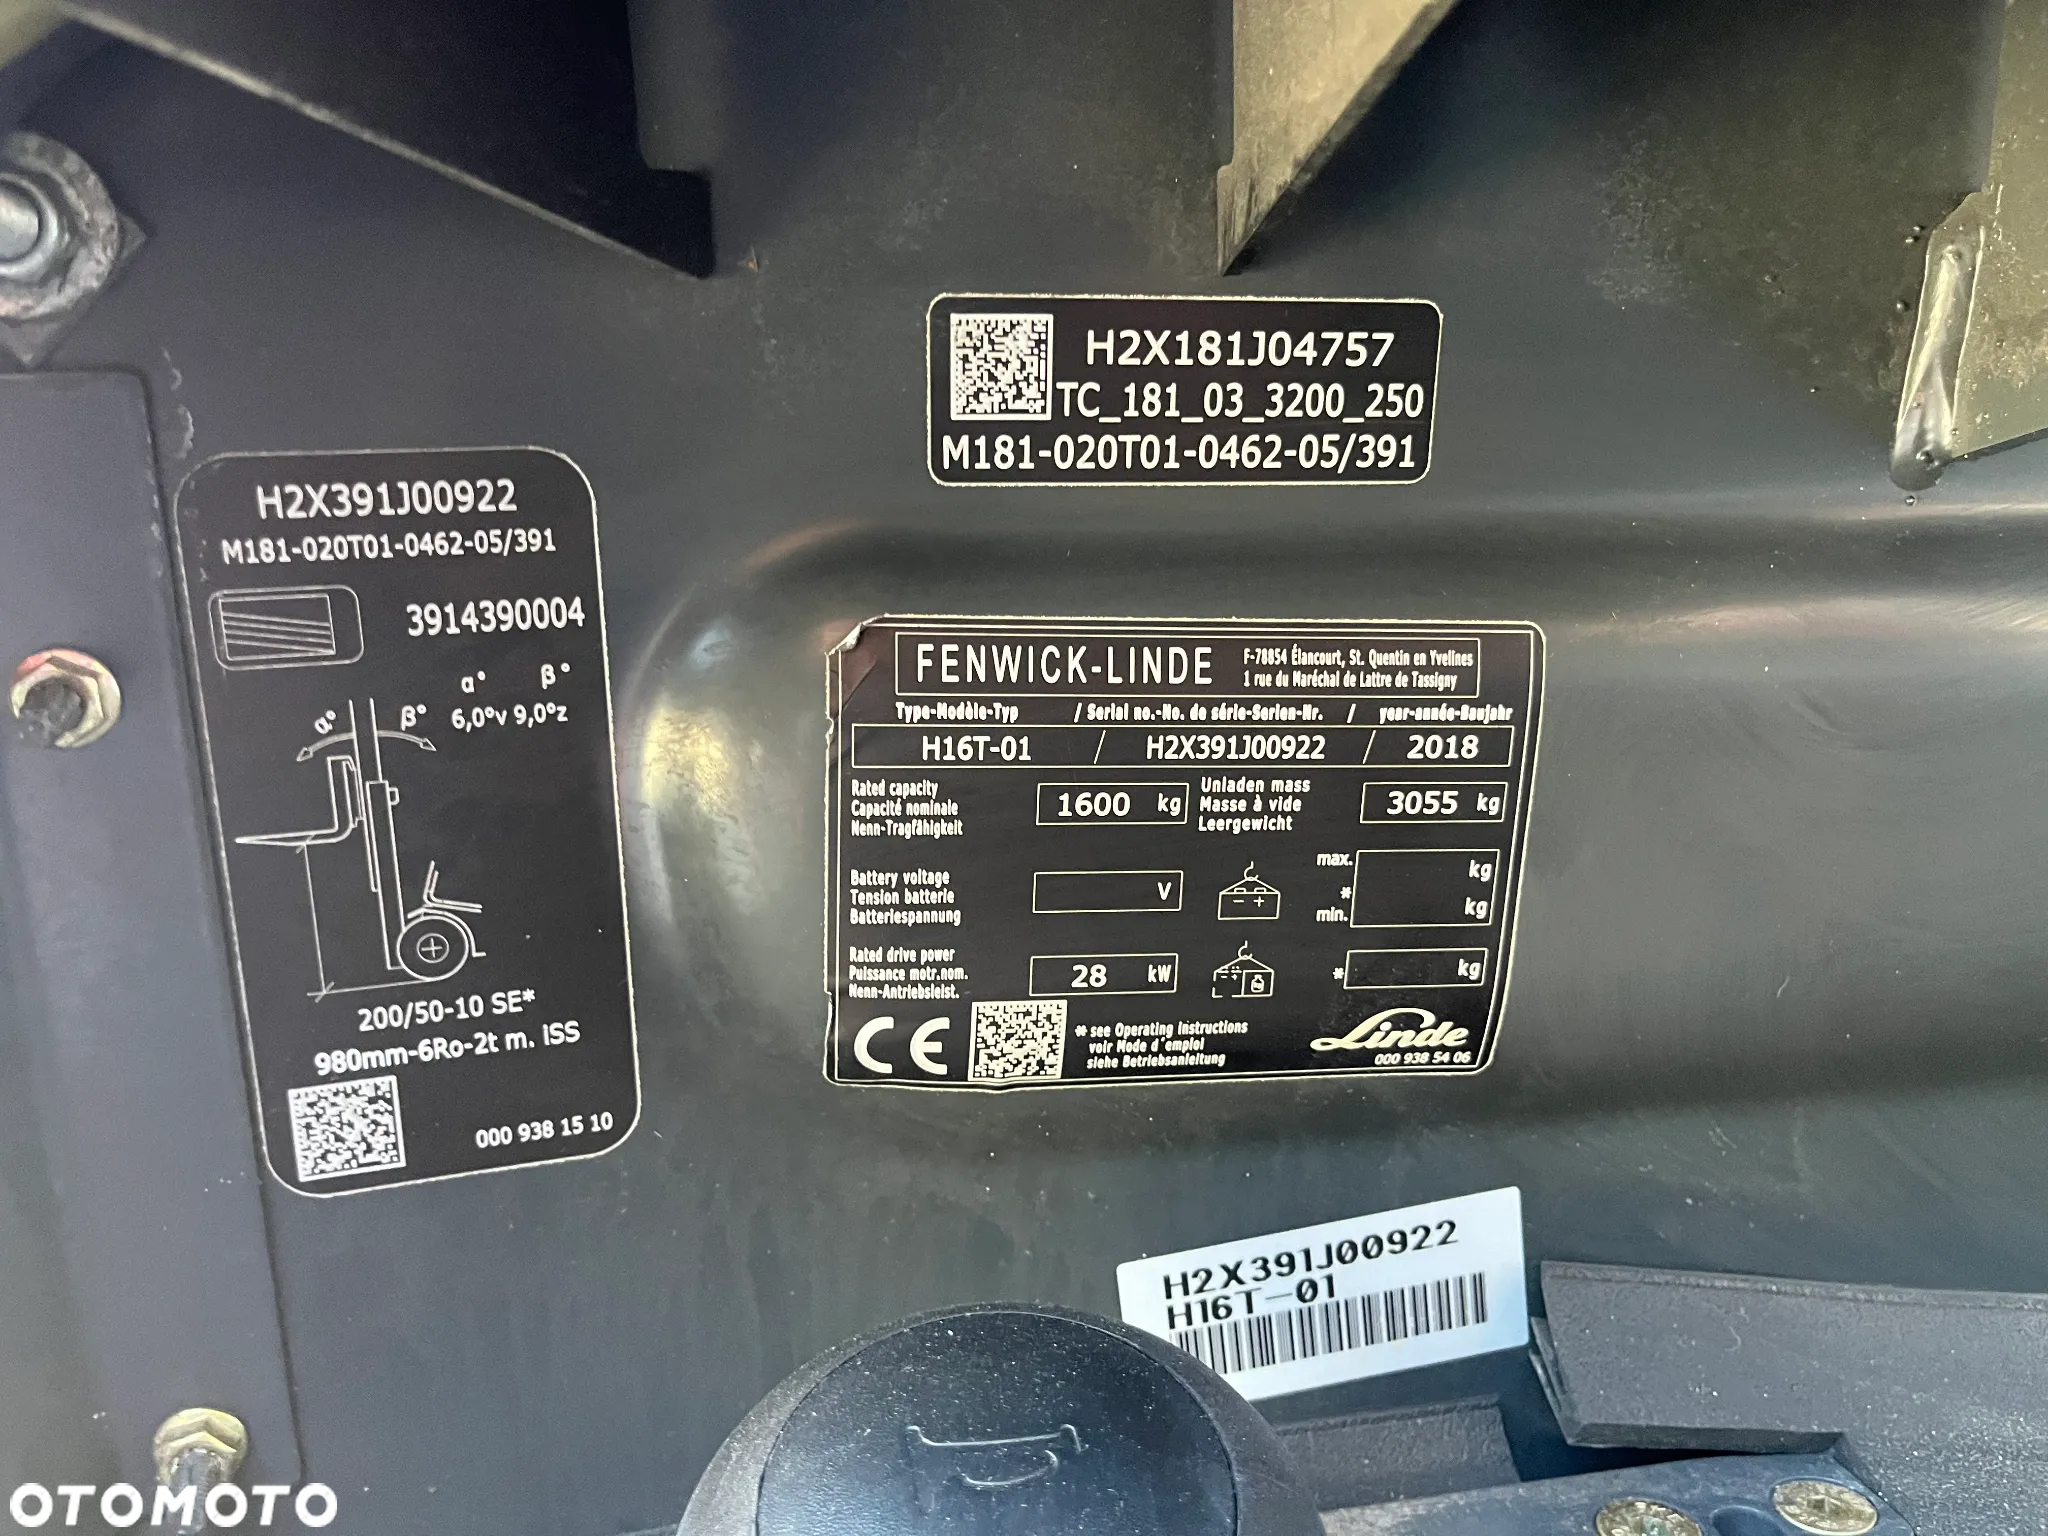 H2X181J04757
TC_181_03_3200_250
M181-020T01-0462-05/391
H2X391J00922
M181-020T01-0462-05/391
3914390004
α° β°
6,0°v 9,0°z
α° β°
200/50-10 SE*
980mm-6Ro-2t m. iSS
000 938 15 10
FENWICK-LINDE
F-78854 Élancourt, St. Quentin en Yvelines
1 rue du Maréchal de Lattre de Tassigny
Type-Modèle-Typ / Serial no.-No. de série-Serien-Nr. / year-année-Baujahr
H16T-01 / H2X391J00922 / 2018
Rated capacity
Capacité nominale
Nenn-Tragfähigkeit
1600 kg
Unladen mass
Masse à vide
Leergewicht
3055 kg
Battery voltage
Tension batterie
Batteriespannung
V
- +
max. kg
*
min. kg
Rated drive power
Puissance motr.nom.
Nenn-Antriebsleist.
28 kW
- +
* kg
CE
* see Operating instructions
voir Mode d'emploi
siehe Betriebsanleitung
Linde
000 938 54 06
H2X391J00922
H16T-01
OTOMOTO